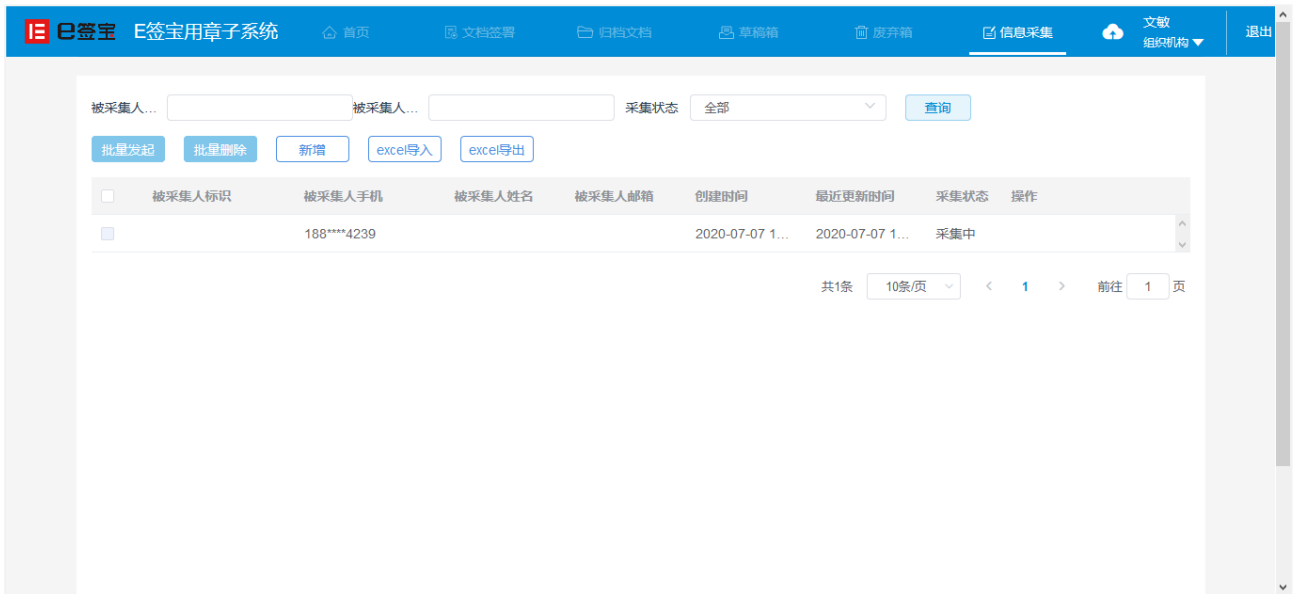 e签宝 E签宝用章子系统 首页 文档签署 归档文档 草稿箱 废弃箱 信息采集 文敏 退出
组织机构
被采集人... 被采集人... 采集状态 全部 查询
批量发起 批量删除 新增 excel导入 excel导出
被采集人标识 被采集人手机 被采集人姓名 被采集人邮箱 创建时间 最近更新时间 采集状态 操作
188****4239 2020-07-07 1... 2020-07-07 1... 采集中
共1条 10条/页 1 前往 1 页